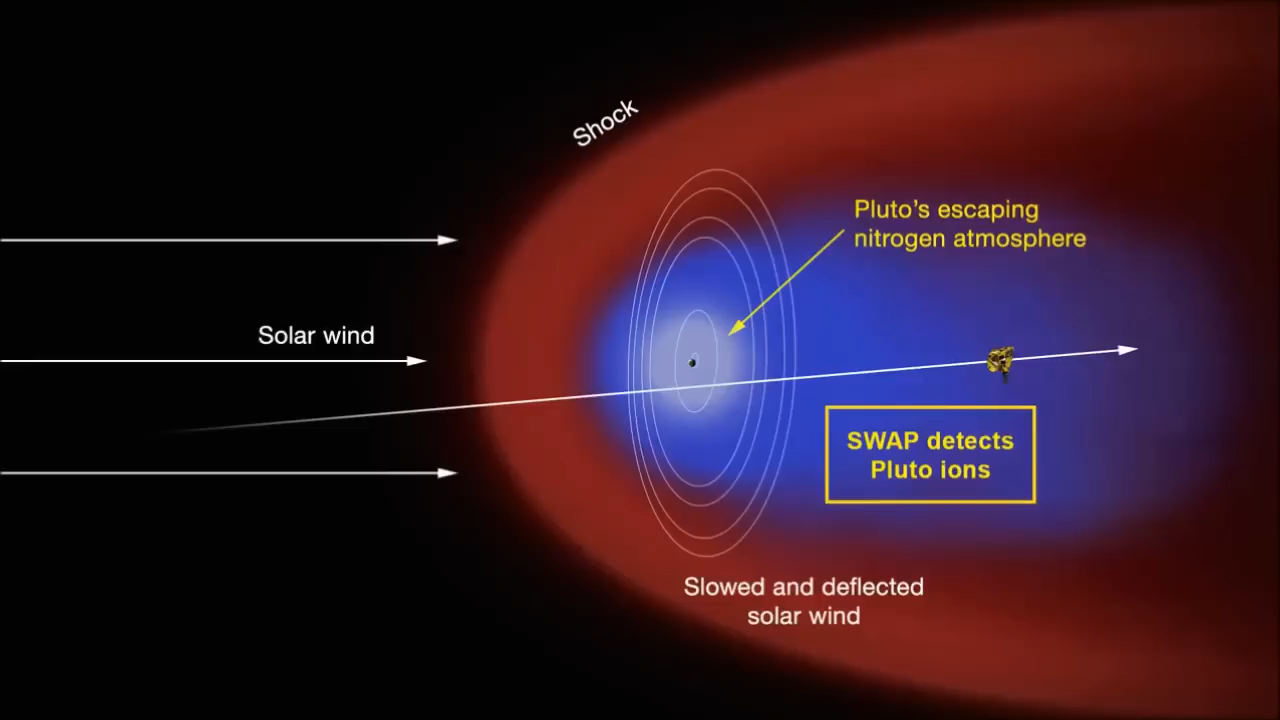 Shock
Pluto’s escaping
nitrogen atmosphere
Solar wind
SWAP detects
Pluto ions
Slowed and deflected
solar wind